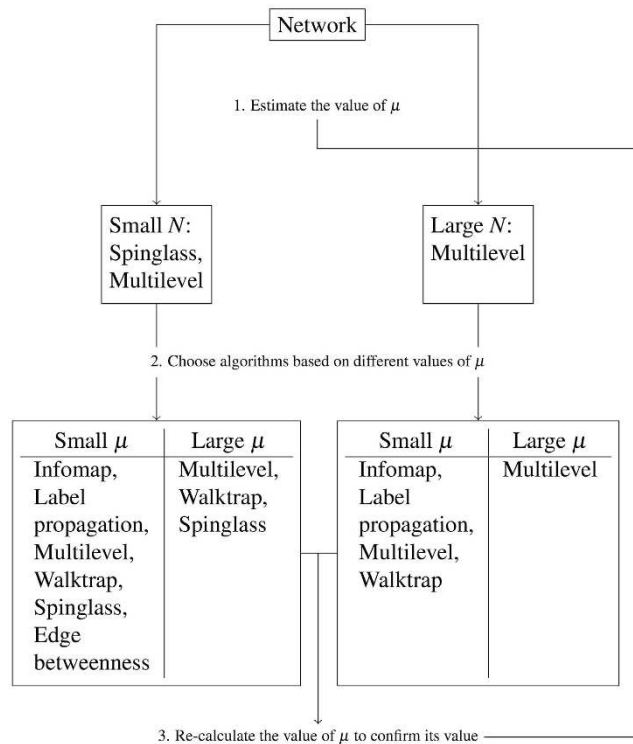 Network
1. Estimate the value of μ
Small N:
Spinglass,
Multilevel
Large N:
Multilevel
2. Choose algorithms based on different values of μ
Small μ
Large μ
Infomap,
Label
propagation,
Multilevel,
Walktrap,
Spinglass,
Edge
betweenness
Multilevel,
Walktrap,
Spinglass
Small μ
Large μ
Infomap,
Label
propagation,
Multilevel,
Walktrap
Multilevel
3. Re-calculate the value of μ to confirm its value